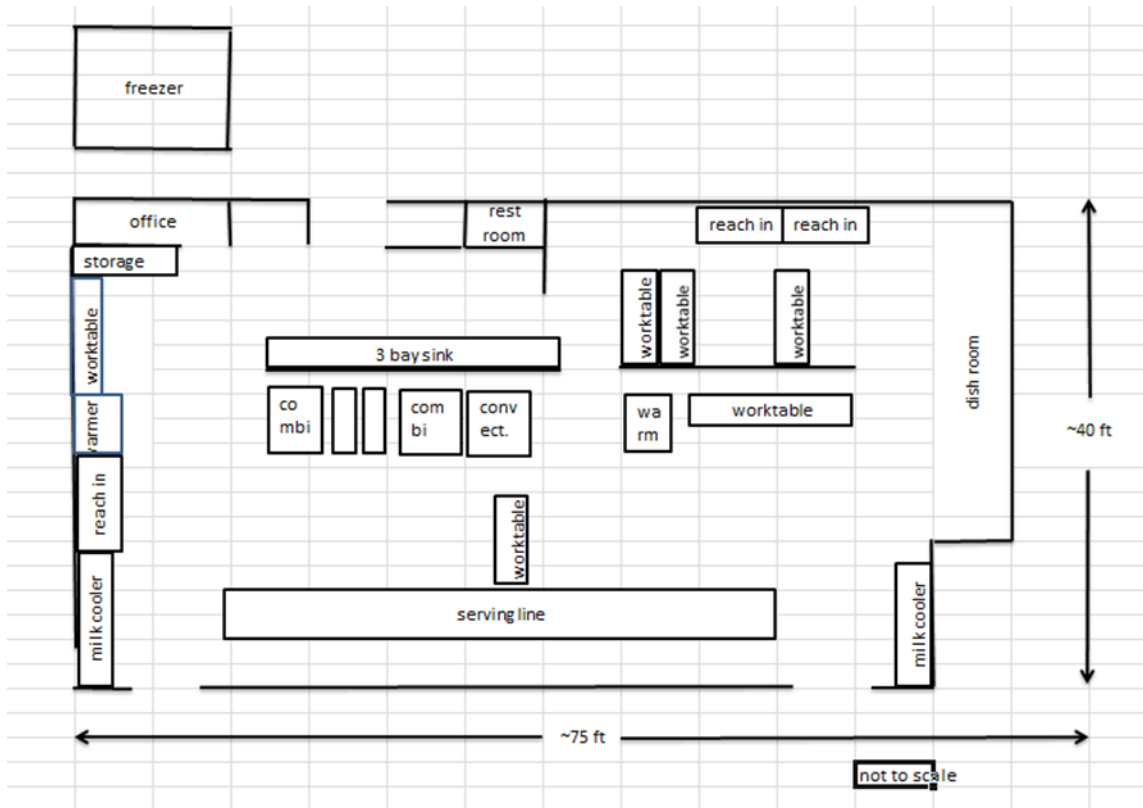 freezer
office
rest
room
reach in
reach in
storage
worktable
worktable
worktable
worktable
3 bay sink
dish room
co
mbi
com
bi
conv
ect.
warmer
wa
rm
worktable
~40 ft
reach in
worktable
milk cooler
serving line
milk cooler
~75 ft
not to scale